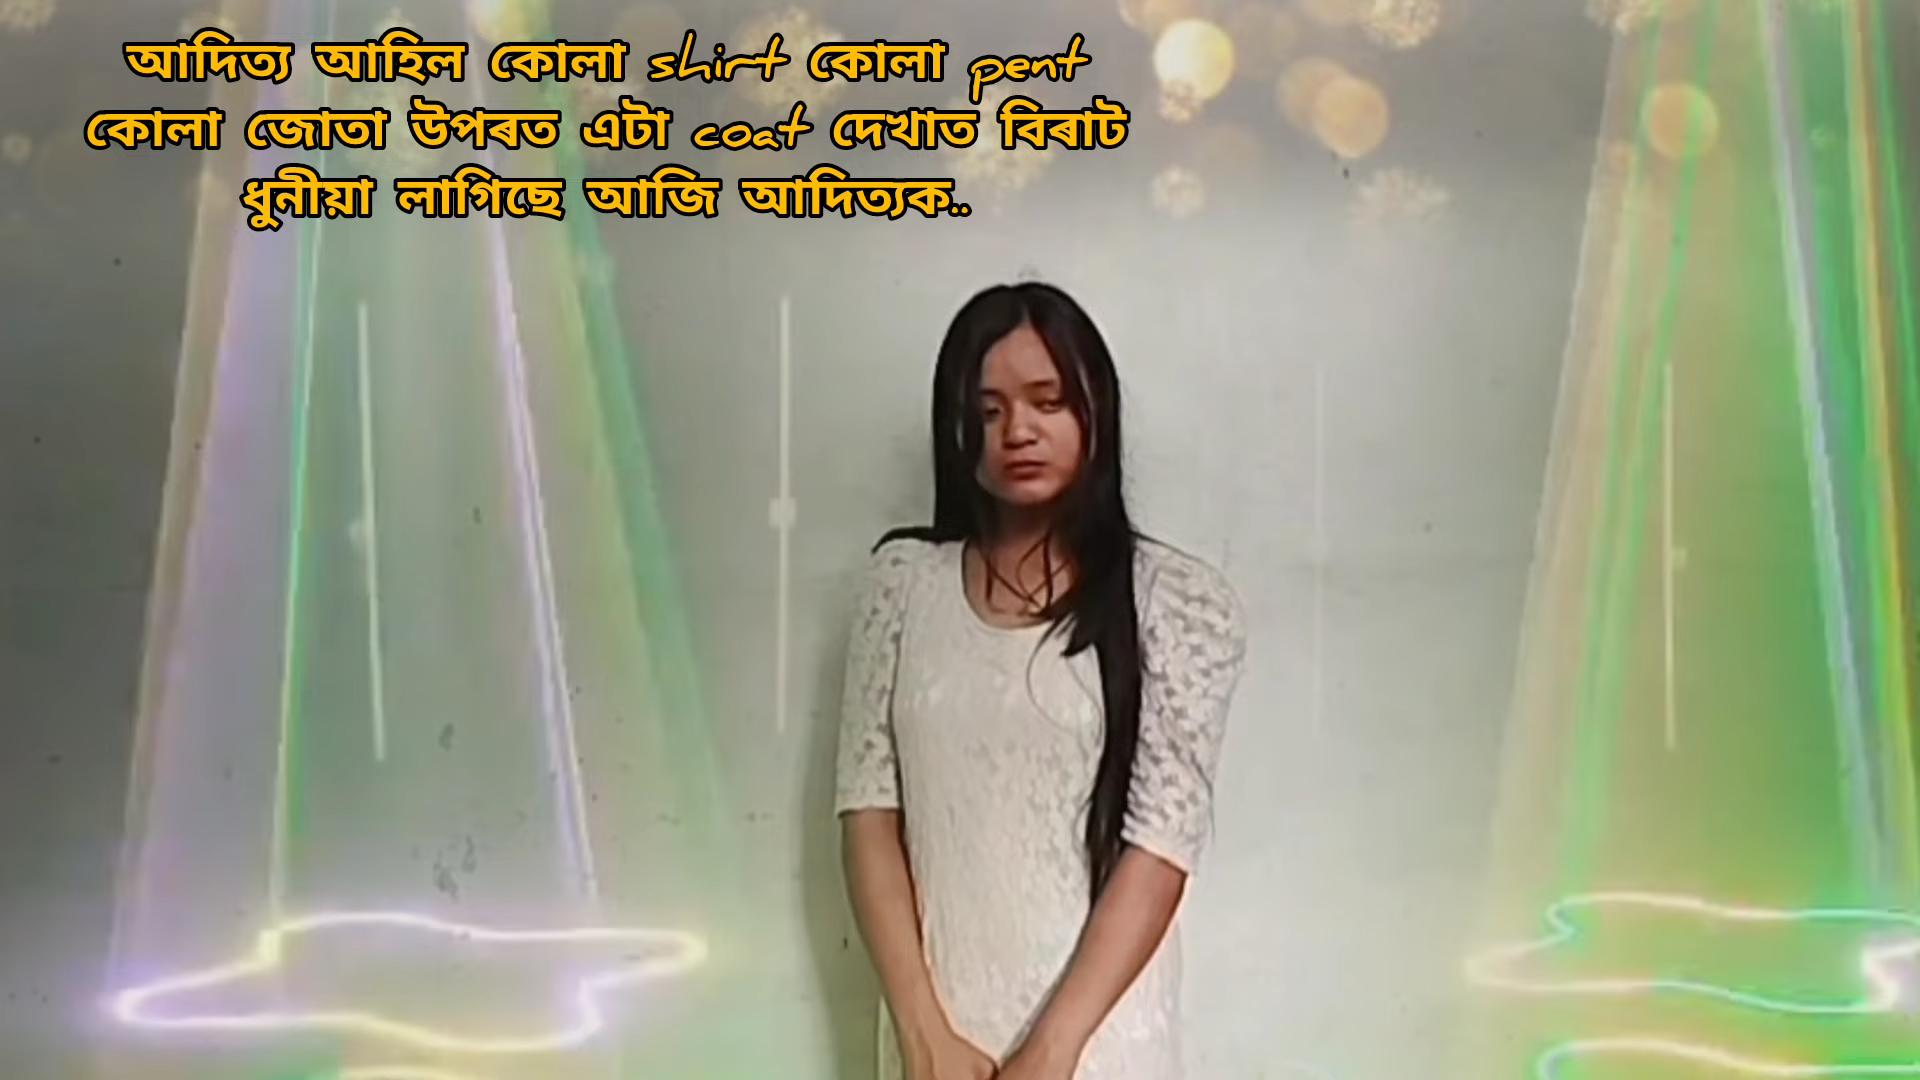 আদিত্য আহিল কোলা shirt কোলা pent
কোলা জোতা উপৰত এটা coat দেখাত বিৰাট
ধুনীয়া লাগিছে আজি আদিত্যক..